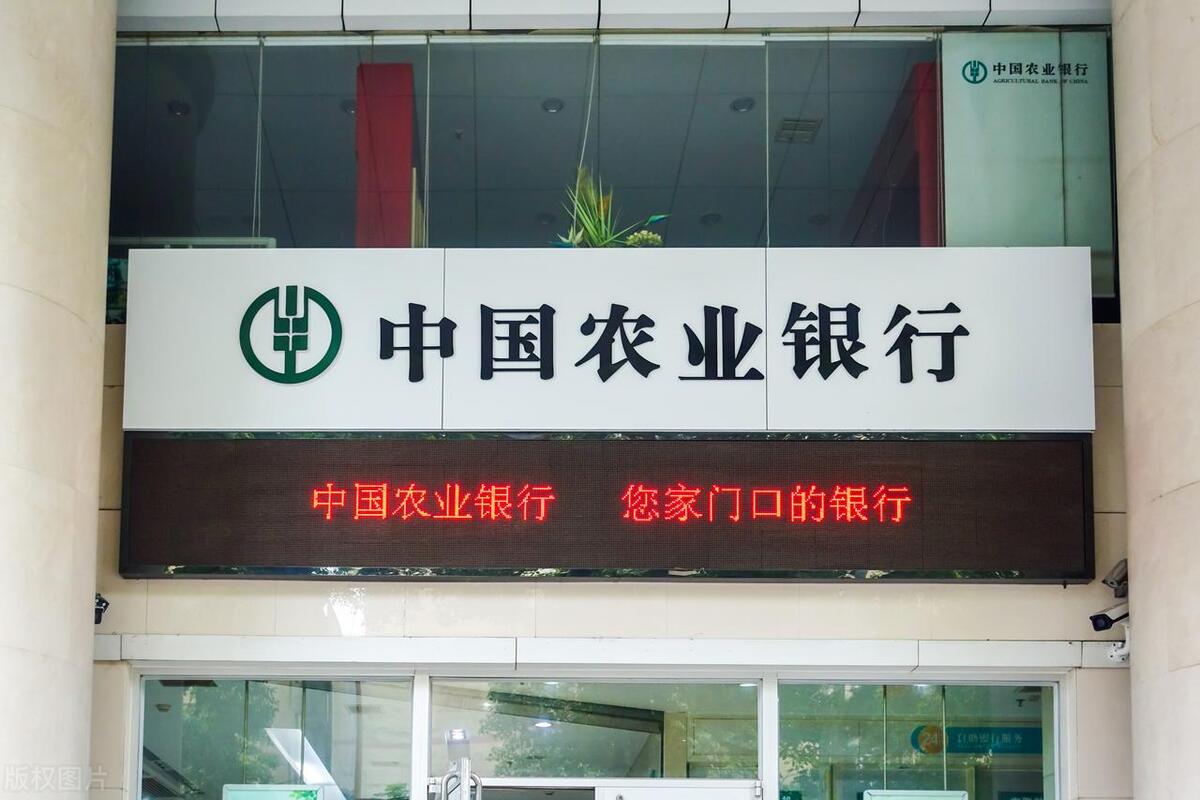 中国农业银行
AGRICULTURAL BANK OF CHINA
中国农业银行
中国农业银行 您家门口的银行
24
自助银行服务
版权图片